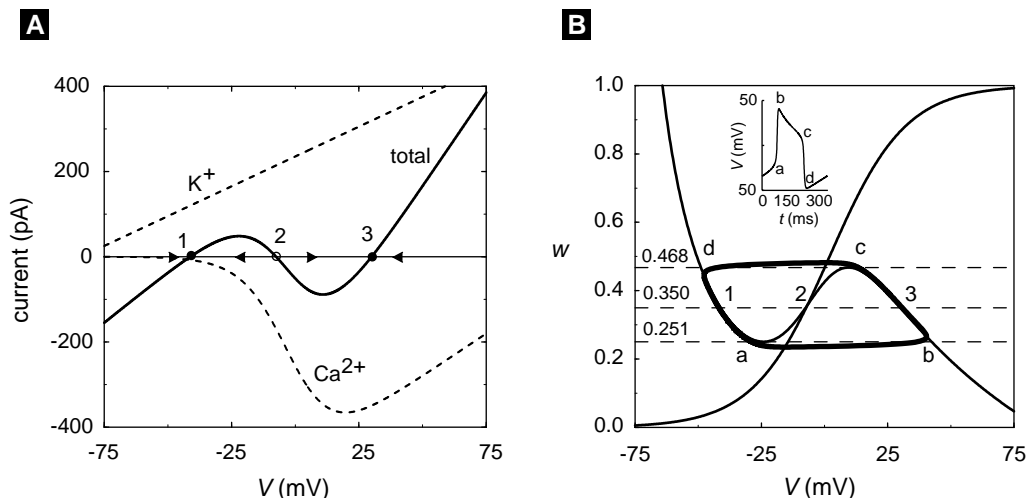 A
400
200
0
-200
-400
current (pA)
K⁺
total
1
2
3
Ca²⁺
-75
-25
25
75
V (mV)
B
1.0
0.8
0.6
0.4
0.2
0.0
w
50
V (mV)
50
b
a
c
d
0
150
300
t (ms)
0.468
d
c
0.350
1
2
3
0.251
a
b
-75
-25
25
75
V (mV)